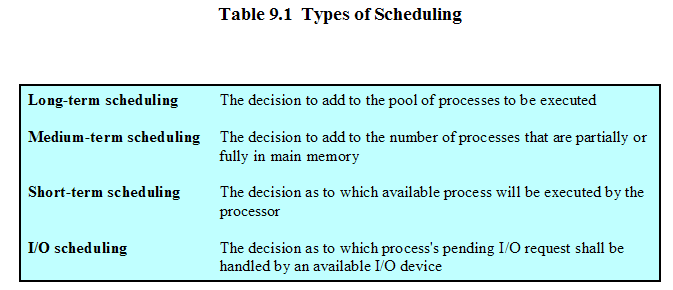 Table 9.1 Types of Scheduling
Long-term scheduling The decision to add to the pool of processes to be executed
Medium-term scheduling The decision to add to the number of processes that are partially or
fully in main memory
Short-term scheduling The decision as to which available process will be executed by the
processor
I/O scheduling The decision as to which process's pending I/O request shall be
handled by an available I/O device